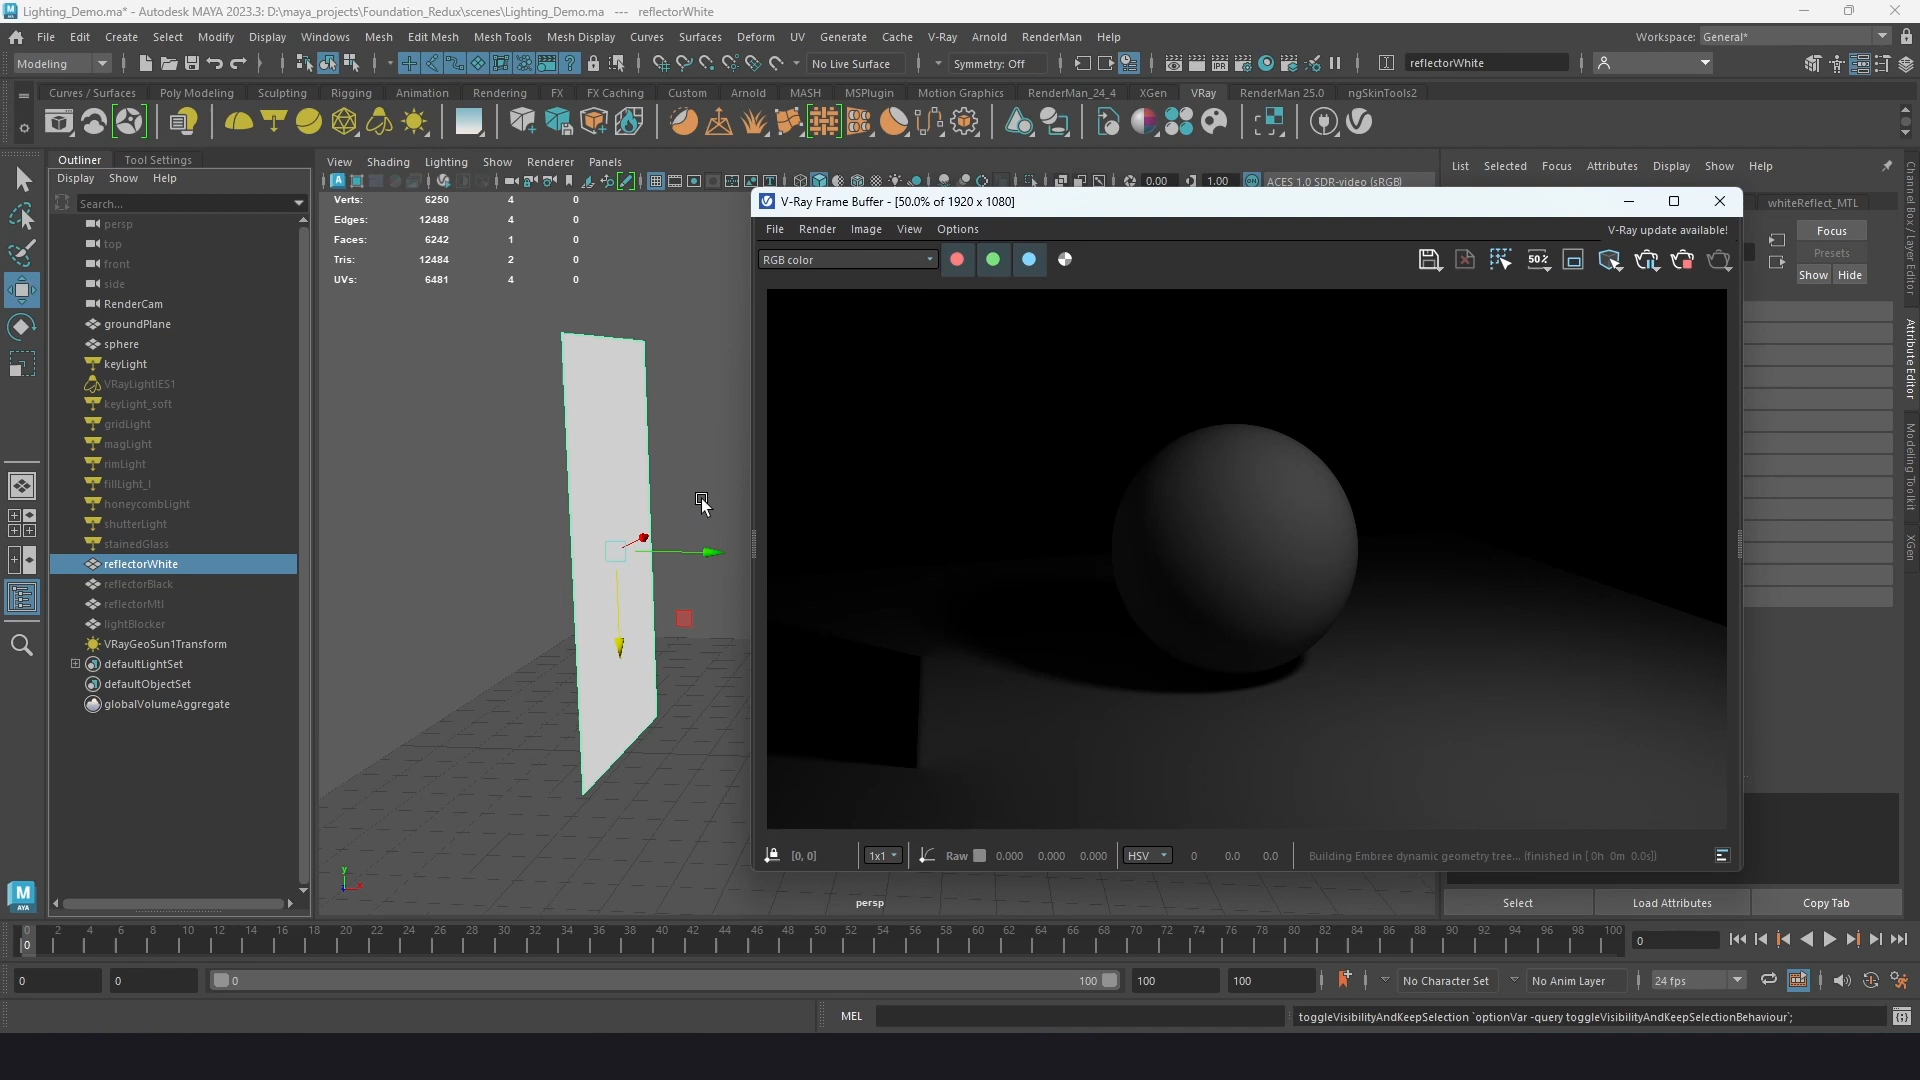 Lighting_Demo.ma* - Autodesk MAYA 2023.3: D:\maya_projects\Foundation_Redux\scenes\Lighting_Demo.ma --- reflectorWhite
File Edit Create Select Modify Display Windows Mesh Edit Mesh Mesh Tools Mesh Display Curves Surfaces Deform UV Generate Cache V-Ray Arnold RenderMan Help Workspace: General*
Modeling No Live Surface Symmetry: Off reflectorWhite
Curves / Surfaces Poly Modeling Sculpting Rigging Animation Rendering FX FX Caching Custom Arnold MASH MSPlugin Motion Graphics RenderMan_24_4 XGen VRay RenderMan 25.0 ngSkinTools2
Outliner Tool Settings
Display Show Help
Search...
persp
top
front
side
RenderCam
groundPlane
sphere
keyLight
VRayLightIES1
keyLight_soft
gridLight
magLight
rimLight
fillLight_l
honeycombLight
shutterLight
stainedGlass
reflectorWhite
reflectorBlack
reflectorMtl
lightBlocker
VRayGeoSun1Transform
defaultLightSet
defaultObjectSet
globalVolumeAggregate
View Shading Lighting Show Renderer Panels
0.00 1.00 ACES 1.0 SDR-video (sRGB)
Verts: 6250 4 0
Edges: 12488 4 0
Faces: 6242 1 0
Tris: 12484 2 0
UVs: 6481 4 0
y
x
persp
V-Ray Frame Buffer - [50.0% of 1920 x 1080]
File Render Image View Options V-Ray update available!
RGB color 50%
[0, 0] 1x1 Raw 0.000 0.000 0.000 HSV 0 0.0 0.0 Building Embree dynamic geometry tree... (finished in [ 0h 0m 0.0s])
List Selected Focus Attributes Display Show Help
whiteReflect_MTL
Focus
Presets
Show Hide
Select Load Attributes Copy Tab
Channel Box / Layer Editor
Attribute Editor
Modeling Toolkit
XGen
0 2 4 6 8 10 12 14 16 18 20 22 24 26 28 30 32 34 36 38 40 42 44 46 48 50 52 54 56 58 60 62 64 66 68 70 72 74 76 78 80 82 84 86 88 90 92 94 96 98 100
0 0
0 0 0 100 100 100 No Character Set No Anim Layer 24 fps
MEL toggleVisibilityAndKeepSelection `optionVar -query toggleVisibilityAndKeepSelectionBehaviour`;